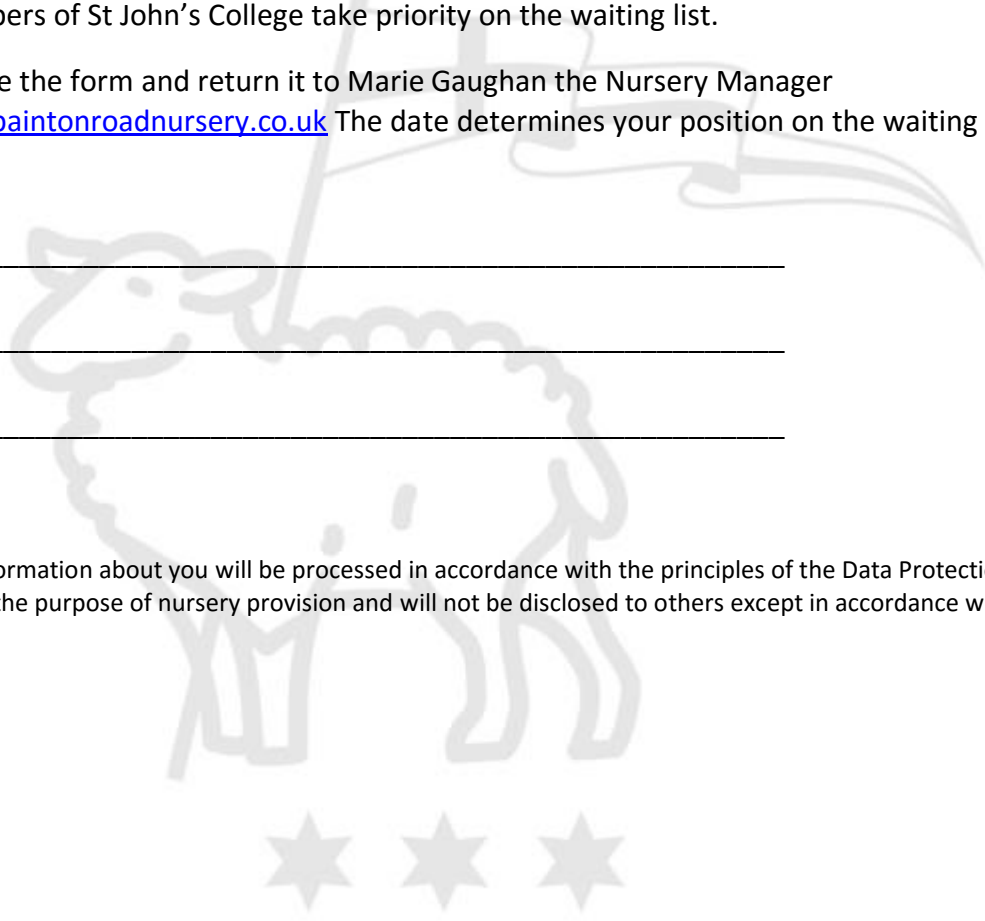 bers of St John’s College take priority on the waiting list.
e the form and return it to Marie Gaughan the Nursery Manager
paintonroadnursery.co.uk The date determines your position on the waiting
ormation about you will be processed in accordance with the principles of the Data Protecti
the purpose of nursery provision and will not be disclosed to others except in accordance w